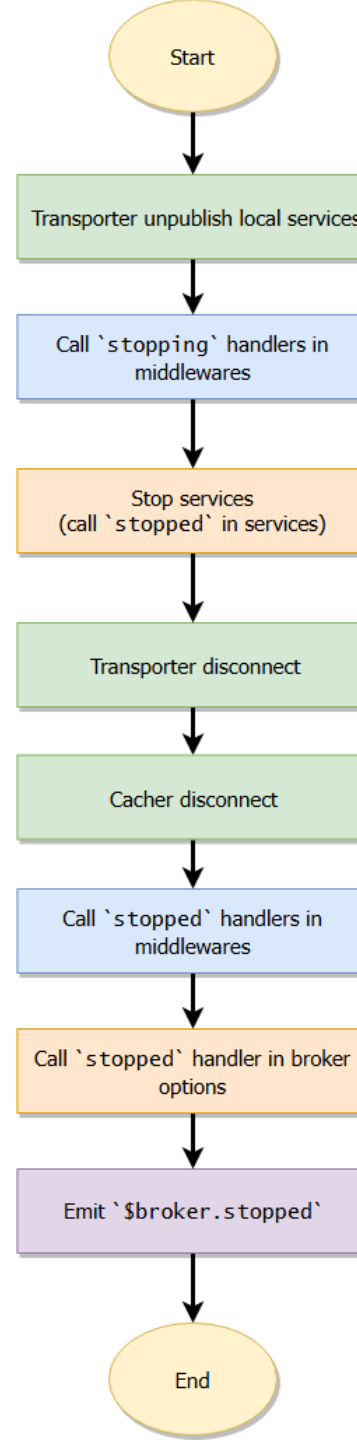 Start
Transporter unpublish local services
Call `stopping` handlers in
middlewares
Stop services
(call `stopped` in services)
Transporter disconnect
Cacher disconnect
Call `stopped` handlers in
middlewares
Call `stopped` handler in broker
options
Emit `$broker.stopped`
End